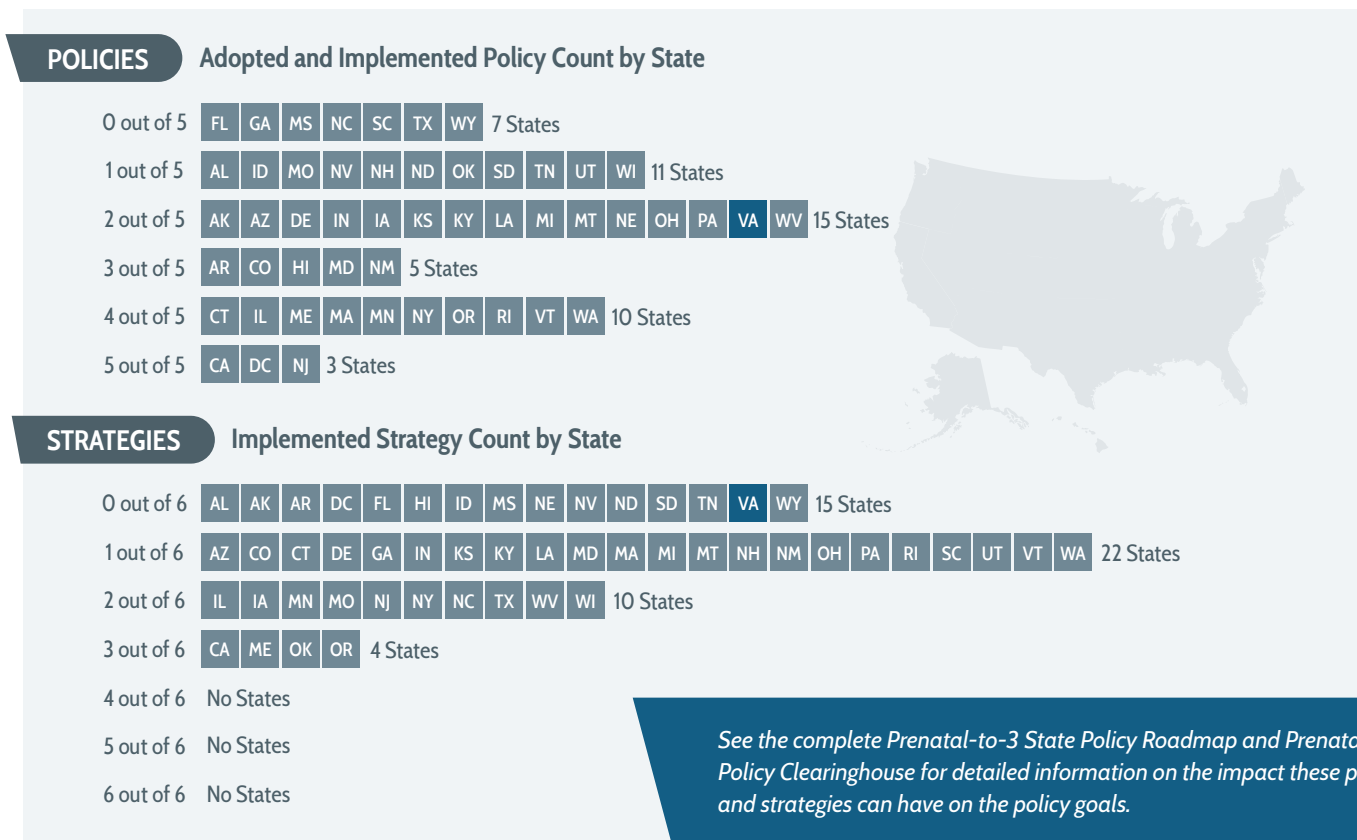 POLICIES Adopted and Implemented Policy Count by State
0 out of 5 FL GA MS NC SC TX WY 7 States
1 out of 5 AL ID MO NV NH ND OK SD TN UT WI 11 States
2 out of 5 AK AZ DE IN IA KS KY LA MI MT NE OH PA VA WV 15 States
3 out of 5 AR CO HI MD NM 5 States
4 out of 5 CT IL ME MA MN NY OR RI VT WA 10 States
5 out of 5 CA DC NJ 3 States
STRATEGIES Implemented Strategy Count by State
0 out of 6 AL AK AR DC FL HI ID MS NE NV ND SD TN VA WY 15 States
1 out of 6 AZ CO CT DE GA IN KS KY LA MD MA MI MT NH NM OH PA RI SC UT VT WA 22 States
2 out of 6 IL IA MN MO NJ NY NC TX WV WI 10 States
3 out of 6 CA ME OK OR 4 States
4 out of 6 No States
5 out of 6 No States
6 out of 6 No States
See the complete Prenatal-to-3 State Policy Roadmap and
Policy Clearinghouse for detailed information on the impact these
and strategies can have on the policy goals.